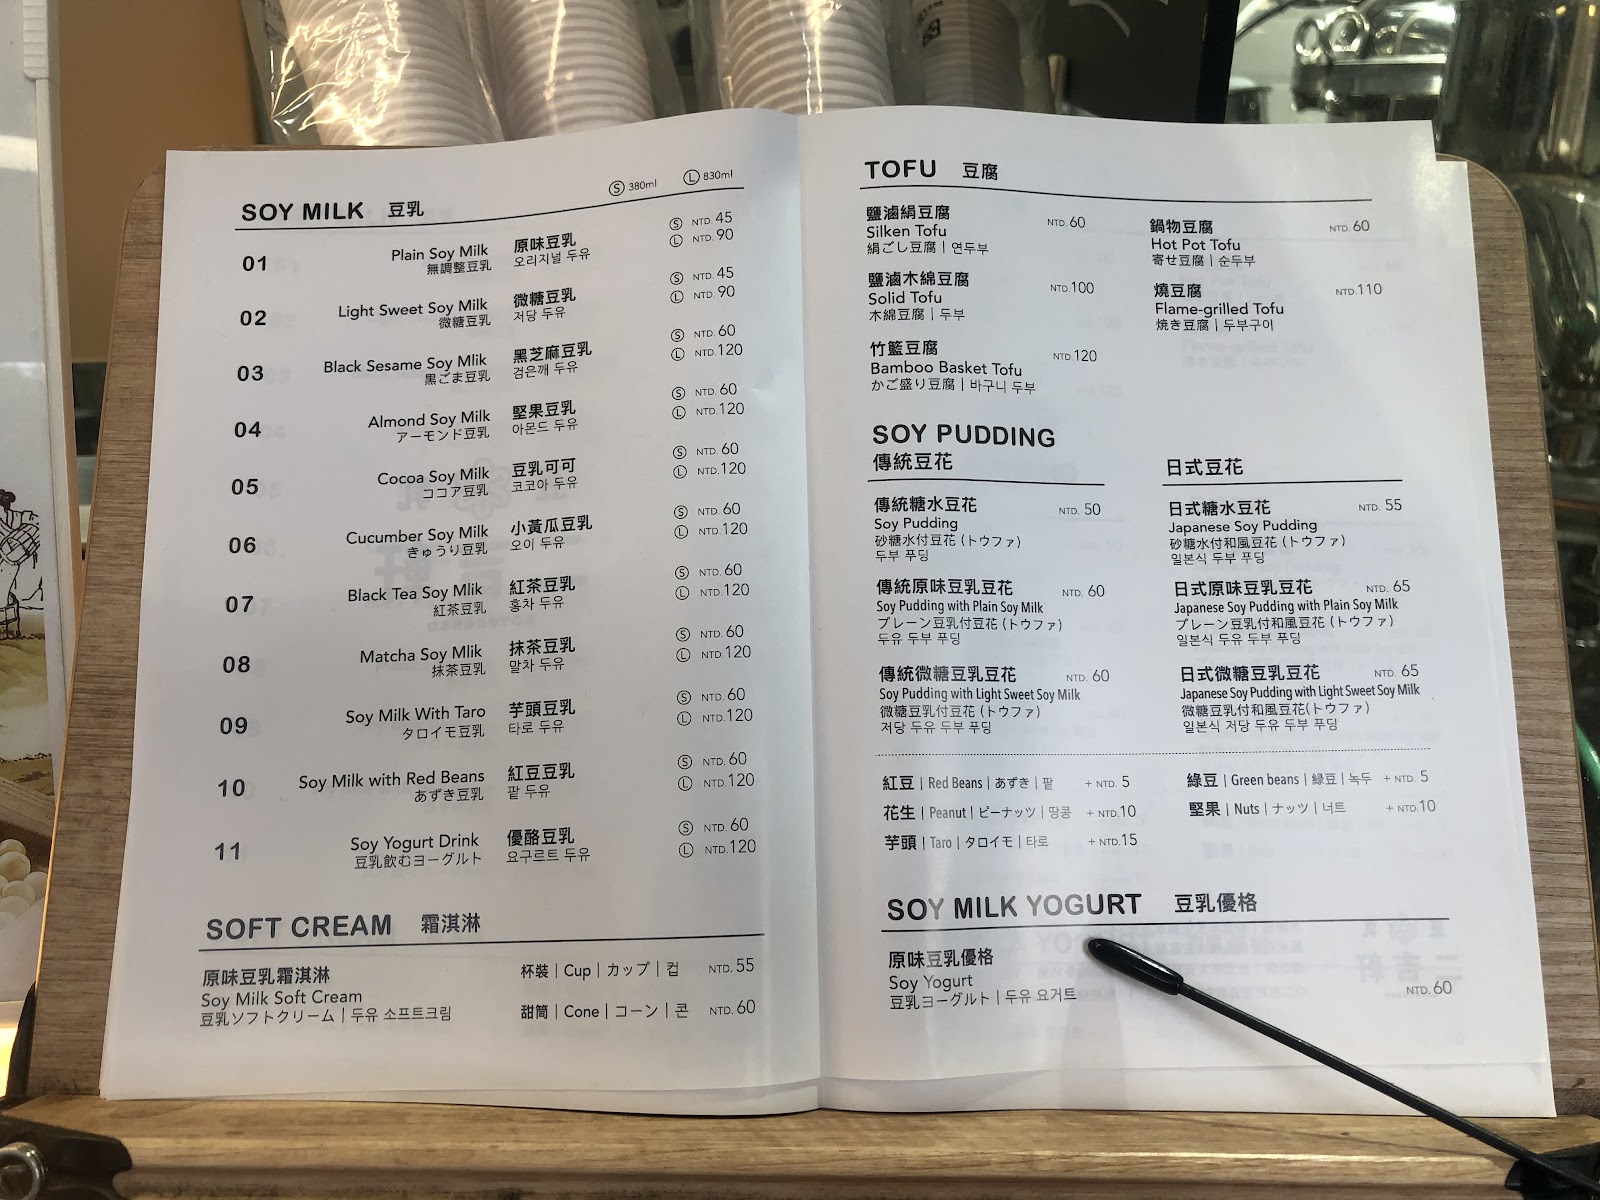 SOY MILK 豆乳 Ⓢ 380ml Ⓛ 830ml
01 Plain Soy Milk 原味豆乳 Ⓢ NTD. 45
無調整豆乳 오리지널 두유 Ⓛ NTD. 90
02 Light Sweet Soy Milk 微糖豆乳 Ⓢ NTD. 45
微糖豆乳 저당 두유 Ⓛ NTD. 90
03 Black Sesame Soy Mlik 黑芝麻豆乳 Ⓢ NTD. 60
黒ごま豆乳 검은깨 두유 Ⓛ NTD. 120
04 Almond Soy Milk 堅果豆乳 Ⓢ NTD. 60
アーモンド豆乳 아몬드 두유 Ⓛ NTD. 120
05 Cocoa Soy Milk 豆乳可可 Ⓢ NTD. 60
ココア豆乳 코코아 두유 Ⓛ NTD. 120
06 Cucumber Soy Milk 小黃瓜豆乳 Ⓢ NTD. 60
きゅうり豆乳 오이 두유 Ⓛ NTD. 120
07 Black Tea Soy Mlik 紅茶豆乳 Ⓢ NTD. 60
紅茶豆乳 홍차 두유 Ⓛ NTD. 120
08 Matcha Soy Mlik 抹茶豆乳 Ⓢ NTD. 60
抹茶豆乳 말차 두유 Ⓛ NTD. 120
09 Soy Milk With Taro 芋頭豆乳 Ⓢ NTD. 60
タロイモ豆乳 타로 두유 Ⓛ NTD. 120
10 Soy Milk with Red Beans 紅豆豆乳 Ⓢ NTD. 60
あずき豆乳 팥 두유 Ⓛ NTD. 120
11 Soy Yogurt Drink 優酪豆乳 Ⓢ NTD. 60
豆乳飲むヨーグルト 요구르트 두유 Ⓛ NTD. 120
SOFT CREAM 霜淇淋
原味豆乳霜淇淋 杯裝 | Cup | カップ | 컵 NTD. 55
Soy Milk Soft Cream
豆乳ソフトクリーム | 두유 소프트크림 甜筒 | Cone | コーン | 콘 NTD. 60
TOFU 豆腐
鹽滷絹豆腐 NTD. 60
Silken Tofu
絹ごし豆腐 | 연두부
鹽滷木綿豆腐 NTD. 100
Solid Tofu
木綿豆腐 | 두부
竹籃豆腐 NTD. 120
Bamboo Basket Tofu
かご盛り豆腐 | 바구니 두부
鍋物豆腐 NTD. 60
Hot Pot Tofu
寄せ豆腐 | 순두부
燒豆腐 NTD. 110
Flame-grilled Tofu
焼き豆腐 | 두부구이
SOY PUDDING
傳統豆花
傳統糖水豆花 NTD. 50
Soy Pudding
砂糖水付豆花 (トウファ)
두부 푸딩
傳統原味豆乳豆花 NTD. 60
Soy Pudding with Plain Soy Milk
プレーン豆乳付豆花 (トウファ)
두유 두부 푸딩
傳統微糖豆乳豆花 NTD. 60
Soy Pudding with Light Sweet Soy Milk
微糖豆乳付豆花 (トウファ)
저당 두유 두부 푸딩
日式豆花
日式糖水豆花 NTD. 55
Japanese Soy Pudding
砂糖水付和風豆花 (トウファ)
일본식 두부 푸딩
日式原味豆乳豆花 NTD. 65
Japanese Soy Pudding with Plain Soy Milk
プレーン豆乳付和風豆花 (トウファ)
일본식 두유 두부 푸딩
日式微糖豆乳豆花 NTD. 65
Japanese Soy Pudding with Light Sweet Soy Milk
微糖豆乳付和風豆花(トウファ)
일본식 저당 두유 두부 푸딩
紅豆 | Red Beans | あずき | 팥 + NTD. 5
花生 | Peanut | ピーナッツ | 땅콩 + NTD. 10
芋頭 | Taro | タロイモ | 타로 + NTD. 15
綠豆 | Green beans | 緑豆 | 녹두 + NTD. 5
堅果 | Nuts | ナッツ | 너트 + NTD. 10
SOY MILK YOGURT 豆乳優格
原味豆乳優格
Soy Yogurt
豆乳ヨーグルト | 두유 요거트 NTD. 60